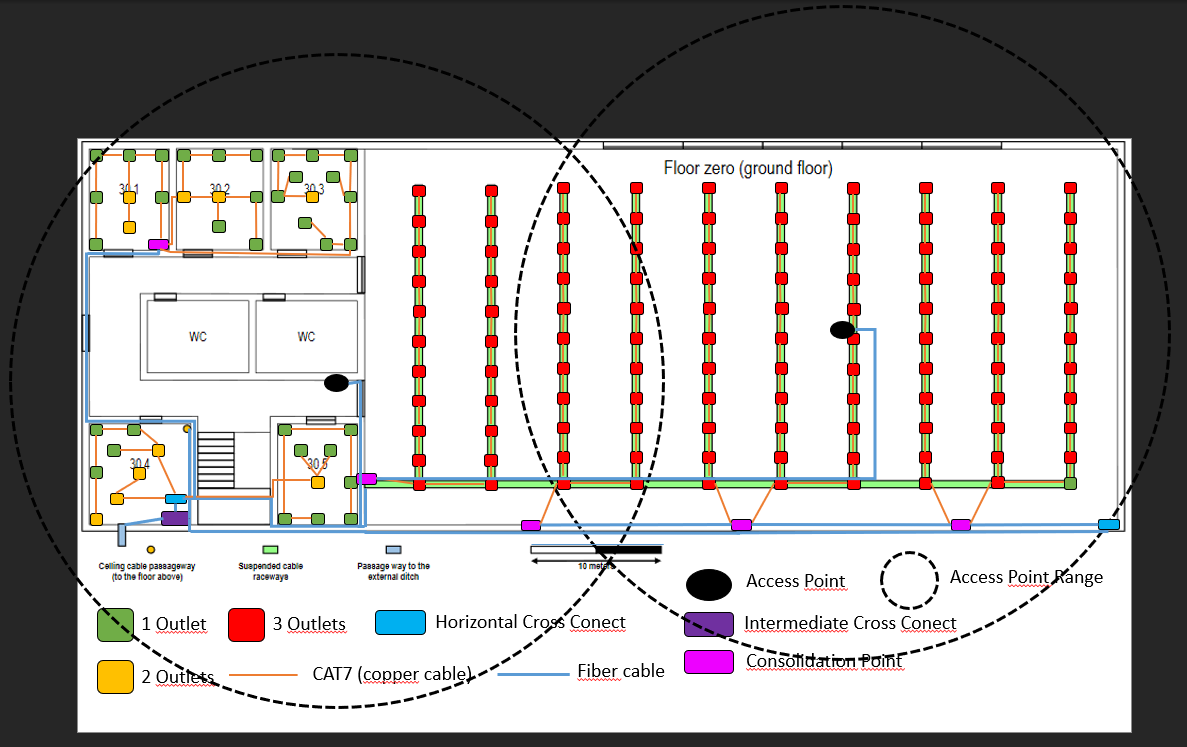 Floor zero (ground floor)
30.1
30.2
30.3
WC
WC
30.4
30.5
Ceiling cable passageway
(to the floor above)
Suspended cable
raceways
Passage way to the
external ditch
10 meters
Access Point
Access Point Range
1 Outlet
3 Outlets
Horizontal Cross Conect
Intermediate Cross Conect
2 Outlets
CAT7 (copper cable)
Fiber cable
Consolidation Point